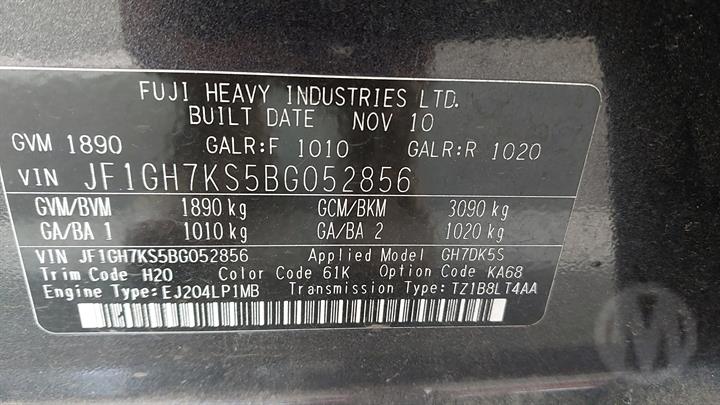 FUJI HEAVY INDUSTRIES LTD.
BUILT DATE NOV 10
GVM 1890 GALR:F 1010 GALR:R 1020
VIN JF1GH7KS5BG052856
GVM/BVM 1890 kg GCM/BKM 3090 kg
GA/BA 1 1010 kg GA/BA 2 1020 kg
VIN JF1GH7KS5BG052856 Applied Model GH7DK5S
Trim Code H20 Color Code 61K Option Code KA68
Engine Type:EJ204LP1MB Transmission Type:TZ1B8LT4AA
M